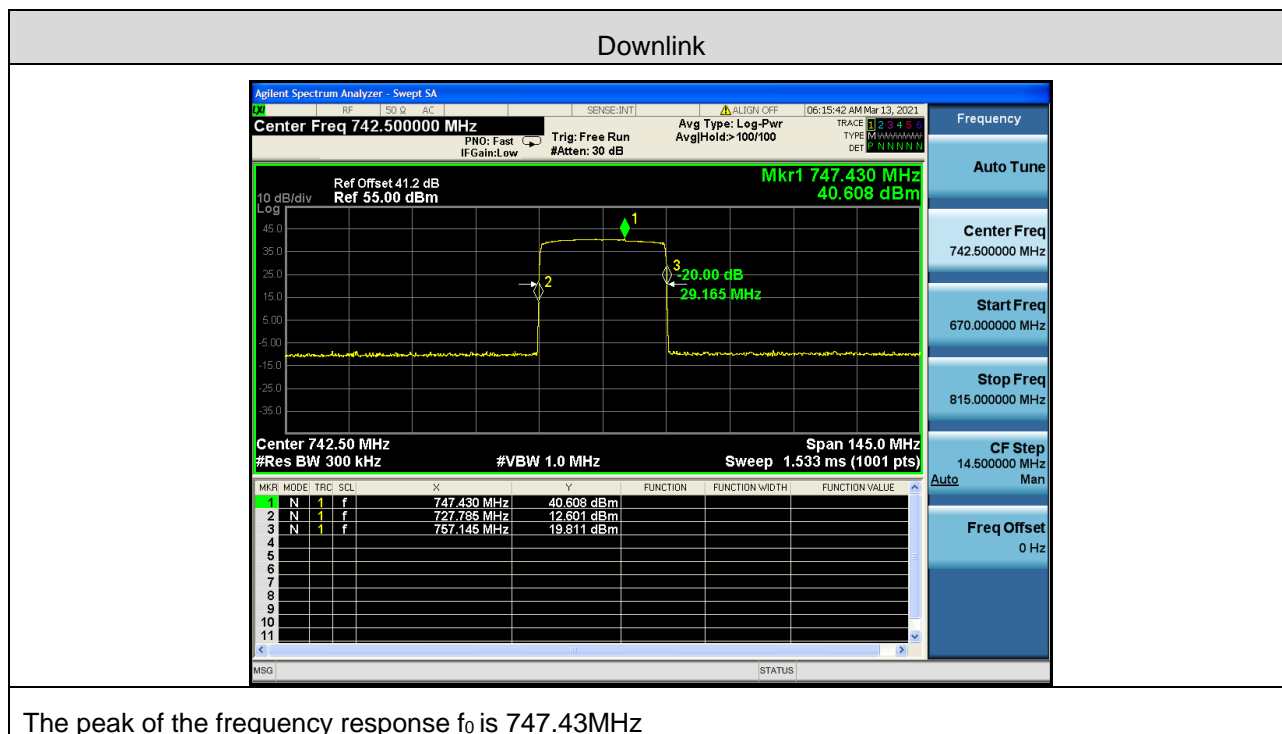 Downlink
Agilent Spectrum Analyzer - Swept SA
LXI RF 50 Ω AC SENSE:INT ALIGN OFF 06:15:42 AM Mar 13, 2021
Center Freq 742.500000 MHz
PNO: Fast
IFGain:Low
Trig: Free Run
#Atten: 30 dB
Avg Type: Log-Pwr
Avg|Hold:>100/100
TRACE 1 2 3 4 5 6
TYPE M
DET P N N N N N
Mkr1 747.430 MHz
40.608 dBm
Ref Offset 41.2 dB
10 dB/div Ref 55.00 dBm
Log
45.0
35.0
25.0
15.0
5.00
-5.00
-15.0
-25.0
-35.0
1
2
3
-20.00 dB
29.165 MHz
Center 742.50 MHz Span 145.0 MHz
#Res BW 300 kHz #VBW 1.0 MHz Sweep 1.533 ms (1001 pts)
MKR MODE TRC SCL X Y FUNCTION FUNCTION WIDTH FUNCTION VALUE
1 N 1 f 747.430 MHz 40.608 dBm
2 N 1 f 727.785 MHz 12.601 dBm
3 N 1 f 757.145 MHz 19.811 dBm
4
5
6
7
8
9
10
11
MSG STATUS
Frequency
Auto Tune
Center Freq
742.500000 MHz
Start Freq
670.000000 MHz
Stop Freq
815.000000 MHz
CF Step
14.500000 MHz
Auto Man
Freq Offset
0 Hz
The peak of the frequency response f₀ is 747.43MHz